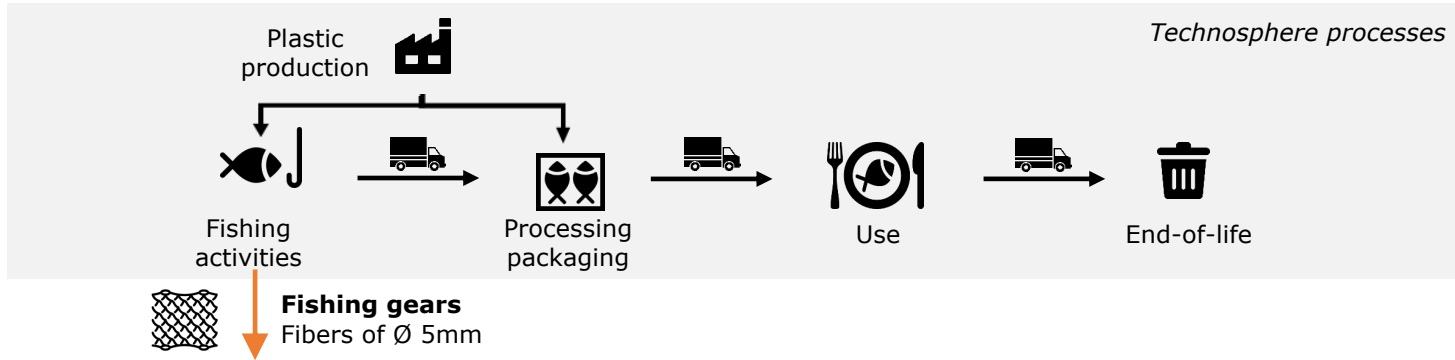 Technosphere processes
Plastic
production
Fishing
activities
Processing
packaging
Use
End-of-life
Fishing gears
Fibers of Ø 5mm